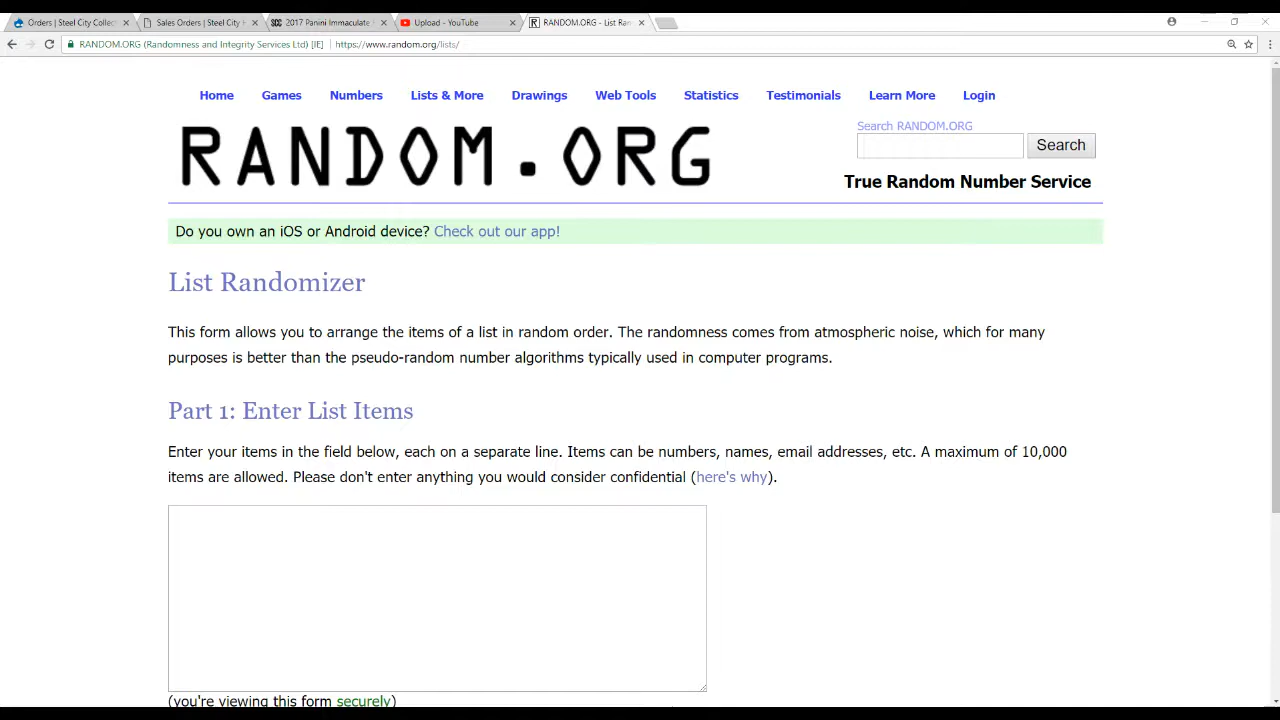 Orders | Steel City Collect
Sales Orders | Steel City
2017 Panini Immaculate
Upload - YouTube
RANDOM.ORG - List Ran
RANDOM.ORG (Randomness and Integrity Services Ltd) [IE] https://www.random.org/lists/
Home Games Numbers Lists & More Drawings Web Tools Statistics Testimonials Learn More Login
RANDOM.ORG
Search RANDOM.ORG
Search
True Random Number Service
Do you own an iOS or Android device? Check out our app!
List Randomizer
This form allows you to arrange the items of a list in random order. The randomness comes from atmospheric noise, which for many
purposes is better than the pseudo-random number algorithms typically used in computer programs.
Part 1: Enter List Items
Enter your items in the field below, each on a separate line. Items can be numbers, names, email addresses, etc. A maximum of 10,000
items are allowed. Please don't enter anything you would consider confidential (here's why).
(you're viewing this form securely)